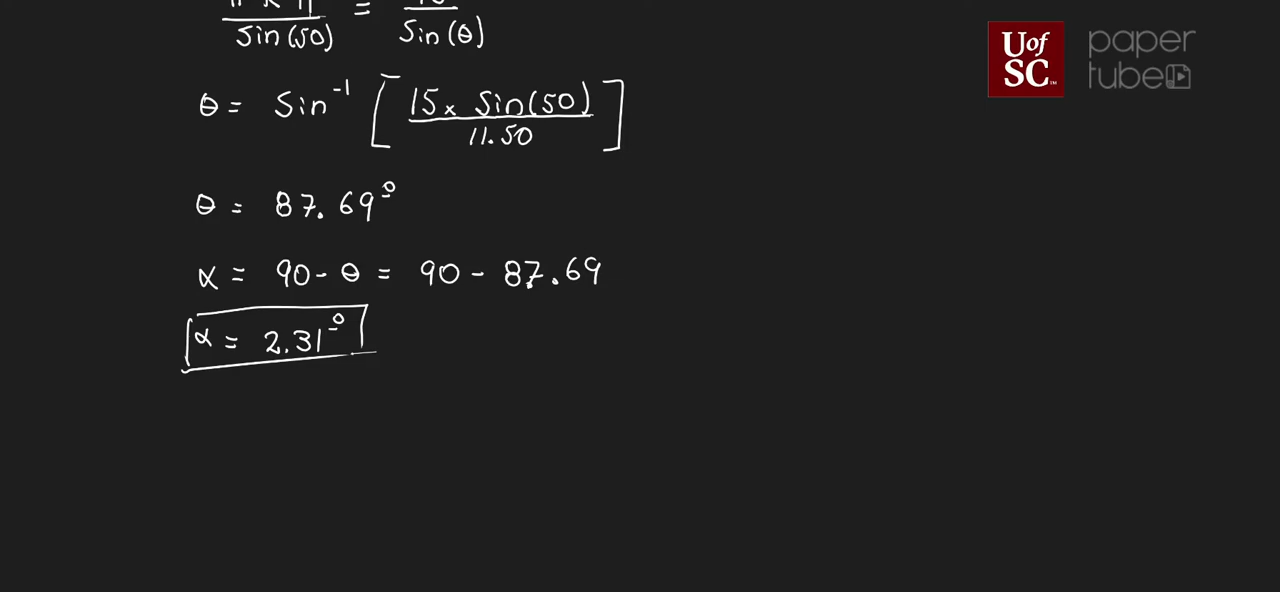 sin(50) = sin(θ)
θ = sin⁻¹ [ 15 x sin(50) / 11.50 ]
θ = 87.69°
α = 90 - θ = 90 - 87.69
α = 2.31°
U of SC™
paper tube